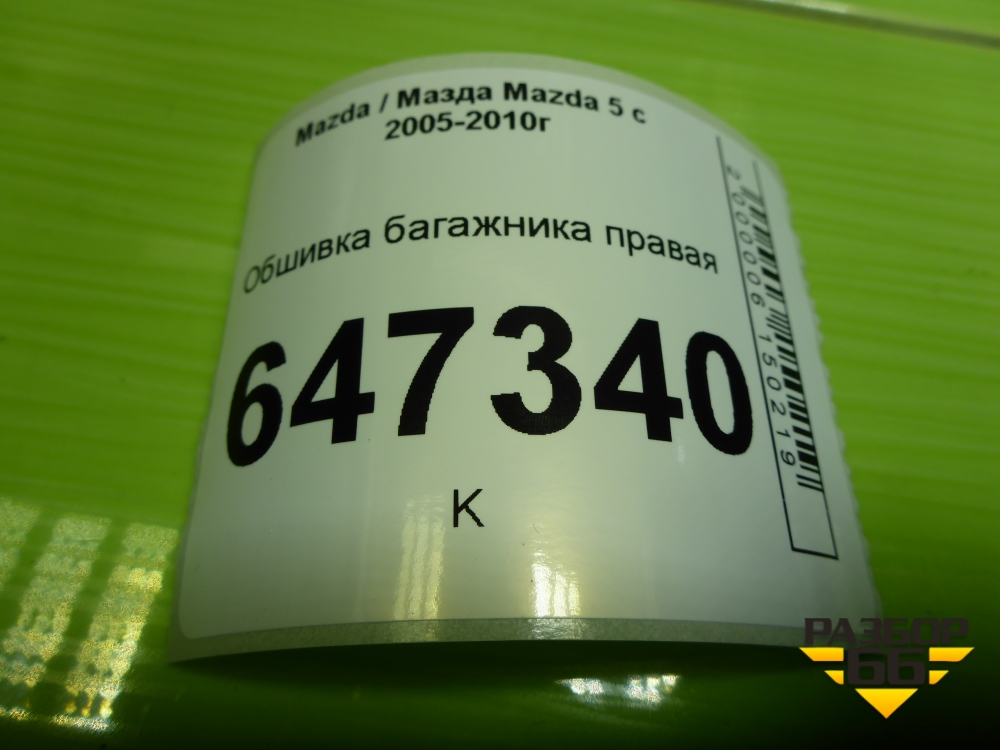 Mazda / Мазда Mazda 5 с
2005-2010г
Обшивка багажника правая
647340
К
2000006150219
РАЗБОР
66